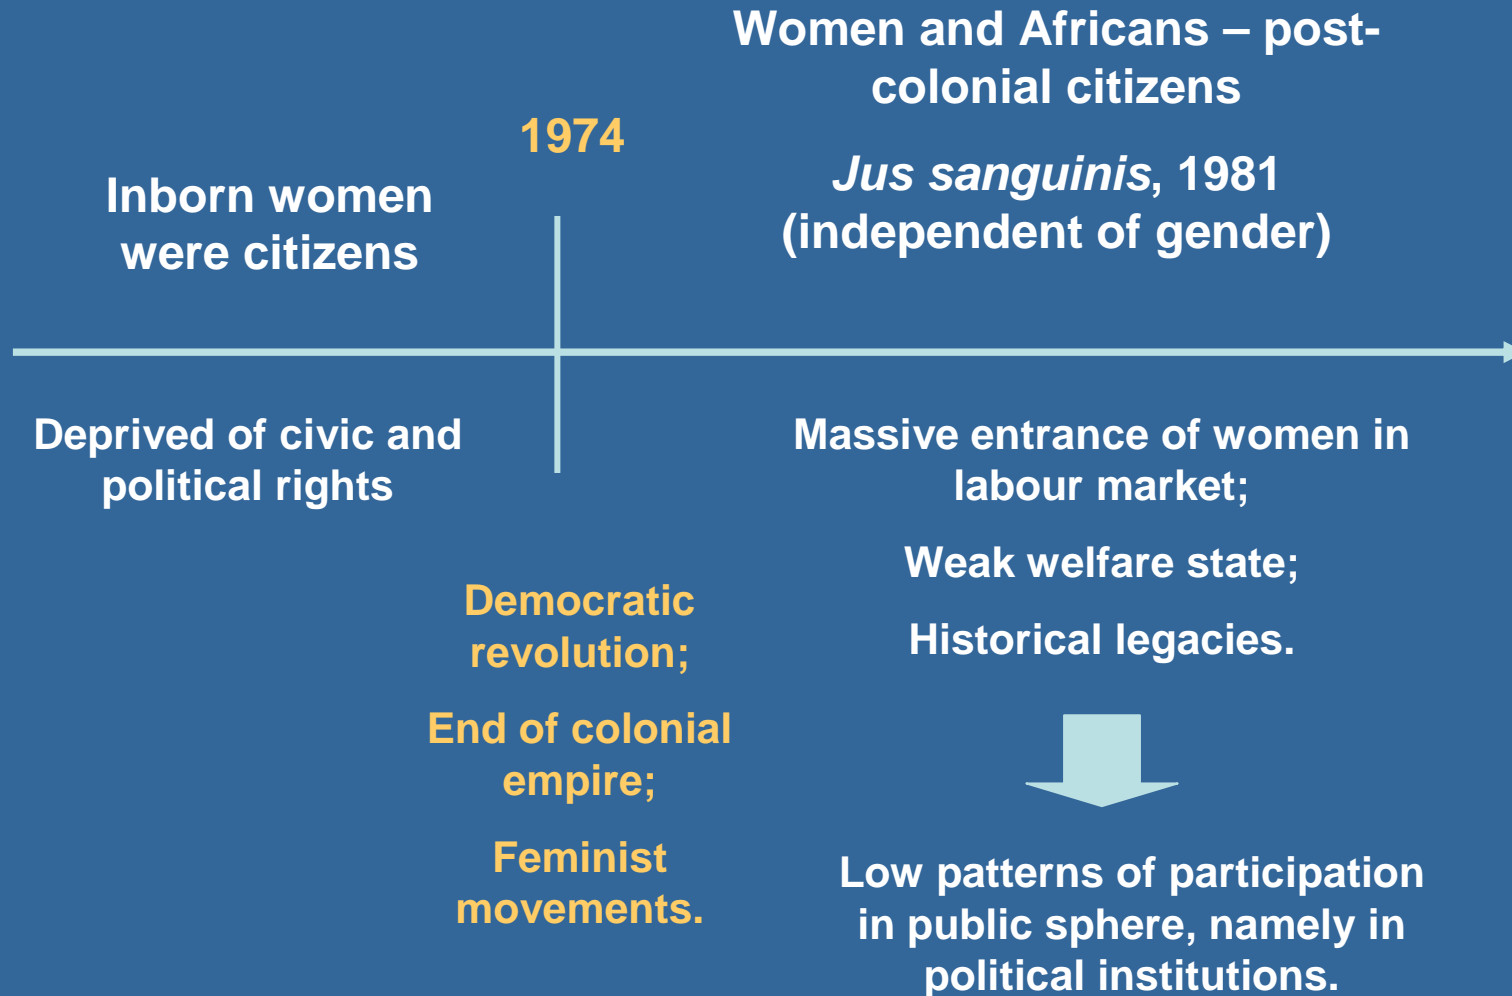 Women and Africans – post-
colonial citizens
1974
Jus sanguinis, 1981
(independent of gender)
Inborn women
were citizens
Deprived of civic and
political rights
Massive entrance of women in
labour market;
Weak welfare state;
Historical legacies.
Democratic
revolution;
End of colonial
empire;
Feminist
movements.
Low patterns of participation
in public sphere, namely in
political institutions.